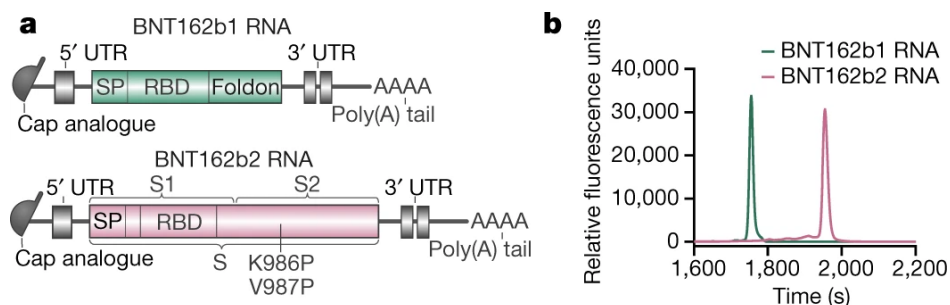 a
BNT162b1 RNA
5′ UTR
3′ UTR
SP
RBD
Foldon
AAAA
Cap analogue
Poly(A) tail
BNT162b2 RNA
5′ UTR
S1
S2
3′ UTR
SP
RBD
AAAA
Cap analogue
S
K986P
V987P
Poly(A) tail
b
BNT162b1 RNA
BNT162b2 RNA
Relative fluorescence units
40,000
30,000
20,000
10,000
0
1,600
1,800
2,000
2,200
Time (s)